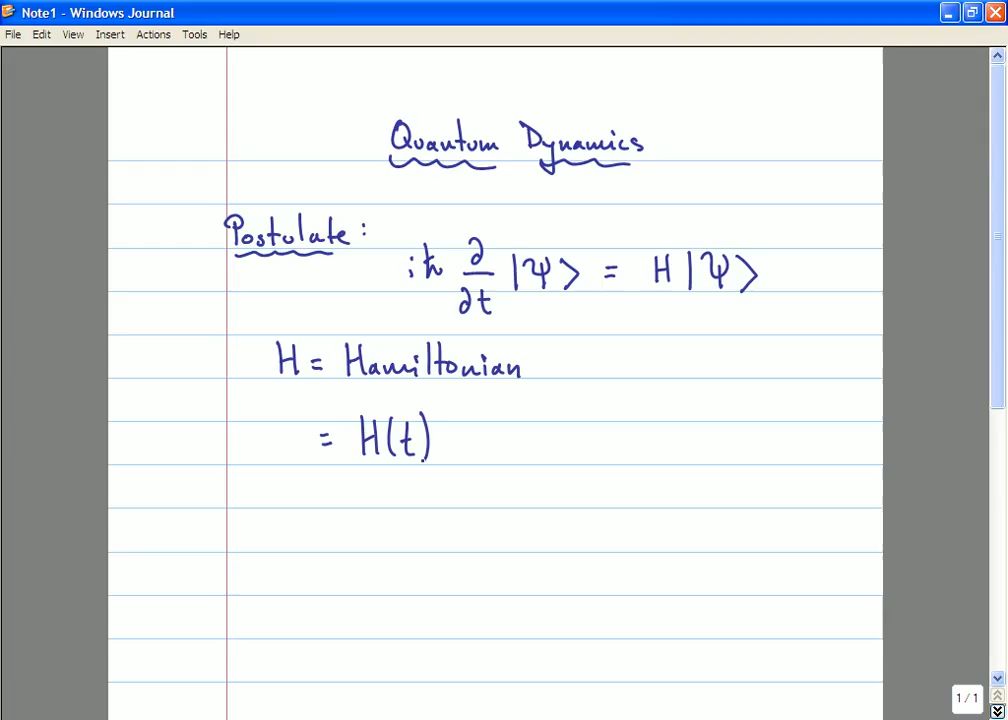 Note1 - Windows Journal
File Edit View Insert Actions Tools Help
Quantum Dynamics
Postulate:
iħ ∂/∂t |Ψ⟩ = H |Ψ⟩
H = Hamiltonian
= H(t)
1 / 1